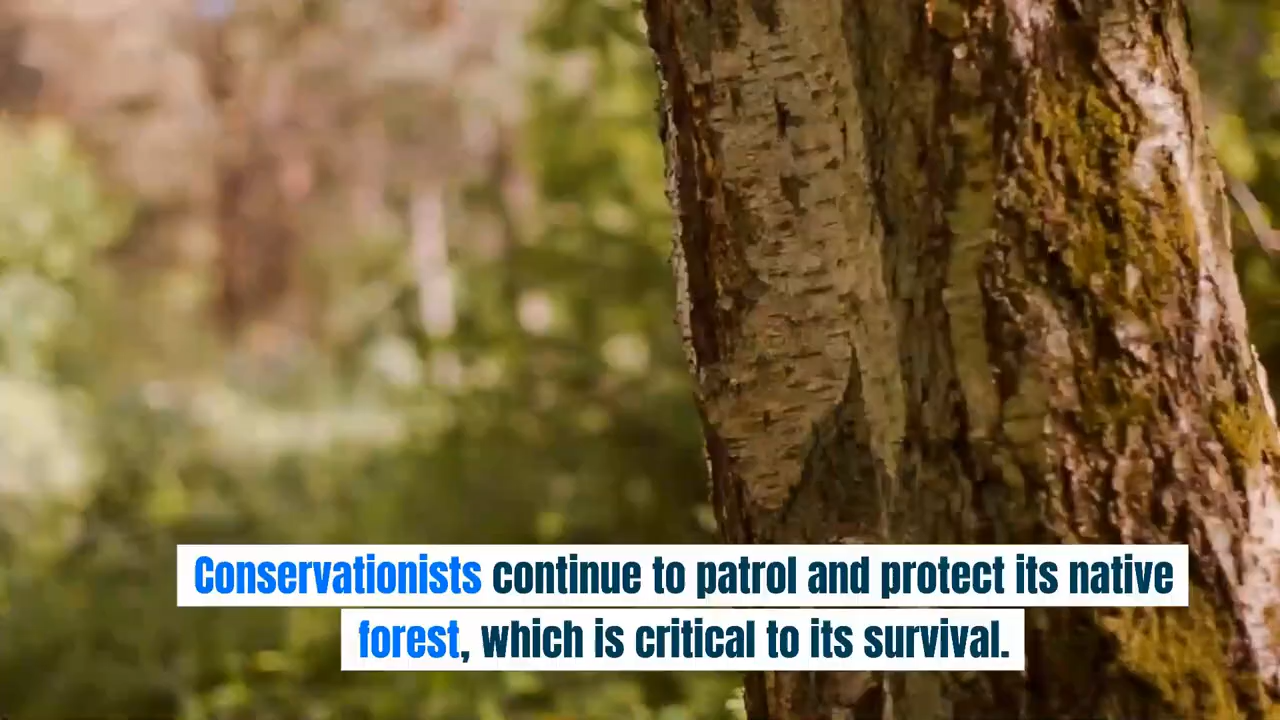 Conservationists continue to patrol and protect its native
forest, which is critical to its survival.